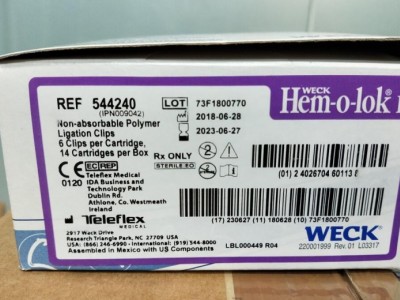 REF 544240
(IPN009042)
LOT 73F1800770
2018-06-28
2023-06-27
Non-absorbable Polymer
Ligation Clips
6 Clips per Cartridge,
14 Cartridges per Box
WECK
Hem-o-lok
CE
0120
EC REP
Teleflex Medical
IDA Business and
Technology Park
Dublin Rd.
Athlone, Co. Westmeath
Ireland
Rx ONLY
STERILE EO
(01) 2 4026704 60113 8
Teleflex
MEDICAL
2917 Weck Drive
Research Triangle Park, NC 27709 USA
USA: (866) 246-6990 - International: (919) 544-8000
Assembled in Mexico with US Components
(17) 230627 (11) 180628 (10) 73F1800770
LBL000449 R04
WECK
220001999 Rev. 01 L03317